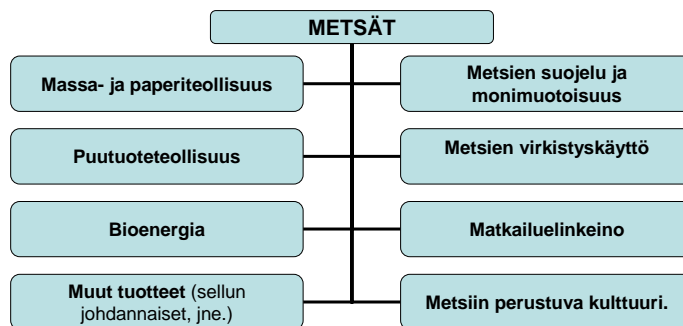 METSÄT
Massa- ja paperiteollisuus
Metsien suojelu ja
monimuotoisuus
Puutuoteteollisuus
Metsien virkistyskäyttö
Bioenergia
Matkailuelinkeino
Muut tuotteet (sellun
johdannaiset, jne.)
Metsiin perustuva kulttuuri.